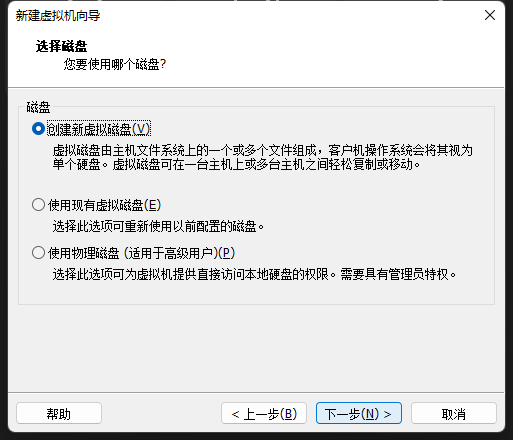 新建虚拟机向导
选择磁盘
您要使用哪个磁盘?
磁盘
创建新虚拟磁盘(V)
虚拟磁盘由主机文件系统上的一个或多个文件组成，客户机操作系统会将其视为
单个硬盘。虚拟磁盘可在一台主机上或多台主机之间轻松复制或移动。
使用现有虚拟磁盘(E)
选择此选项可重新使用以前配置的磁盘。
使用物理磁盘 (适用于高级用户)(P)
选择此选项可为虚拟机提供直接访问本地硬盘的权限。需要具有管理员特权。
帮助
< 上一步(B)
下一步(N) >
取消